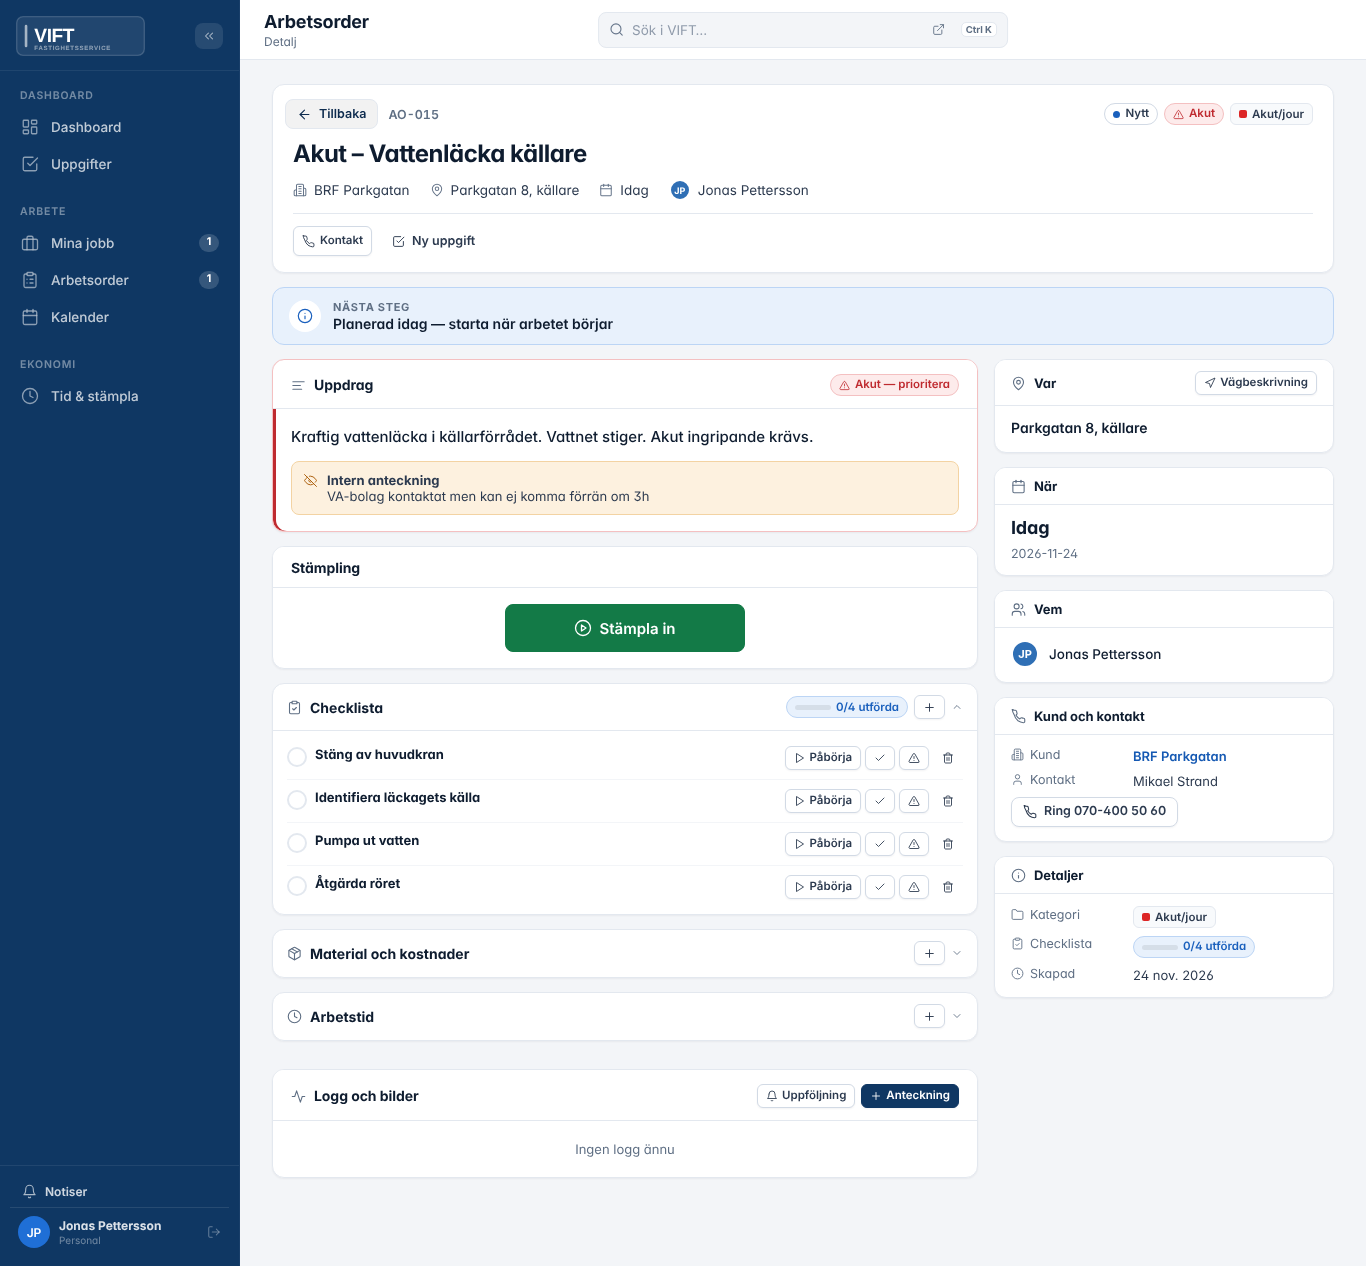 VIFT
FASTIGHETSSERVICE
DASHBOARD
Dashboard
Uppgifter
ARBETE
Mina jobb 1
Arbetsorder 1
Kalender
EKONOMI
Tid & stämpla
Notiser
JP
Jonas Pettersson
Personal
Arbetsorder
Detalj
Sök i VIFT...
Ctrl K
Tillbaka
AO-015
Nytt
Akut
Akut/jour
Akut – Vattenläcka källare
BRF Parkgatan
Parkgatan 8, källare
Idag
JP Jonas Pettersson
Kontakt
Ny uppgift
NÄSTA STEG
Planerad idag — starta när arbetet börjar
Uppdrag
Akut — prioritera
Kraftig vattenläcka i källarförrådet. Vattnet stiger. Akut ingripande krävs.
Intern anteckning
VA-bolag kontaktat men kan ej komma förrän om 3h
Stämpling
Stämpla in
Checklista
0/4 utförda
Stäng av huvudkran
Påbörja
Identifiera läckagets källa
Påbörja
Pumpa ut vatten
Påbörja
Åtgärda röret
Påbörja
Material och kostnader
Arbetstid
Logg och bilder
Uppföljning
Anteckning
Ingen logg ännu
Var
Vägbeskrivning
Parkgatan 8, källare
När
Idag
2026-11-24
Vem
JP Jonas Pettersson
Kund och kontakt
Kund BRF Parkgatan
Kontakt Mikael Strand
Ring 070-400 50 60
Detaljer
Kategori Akut/jour
Checklista 0/4 utförda
Skapad 24 nov. 2026